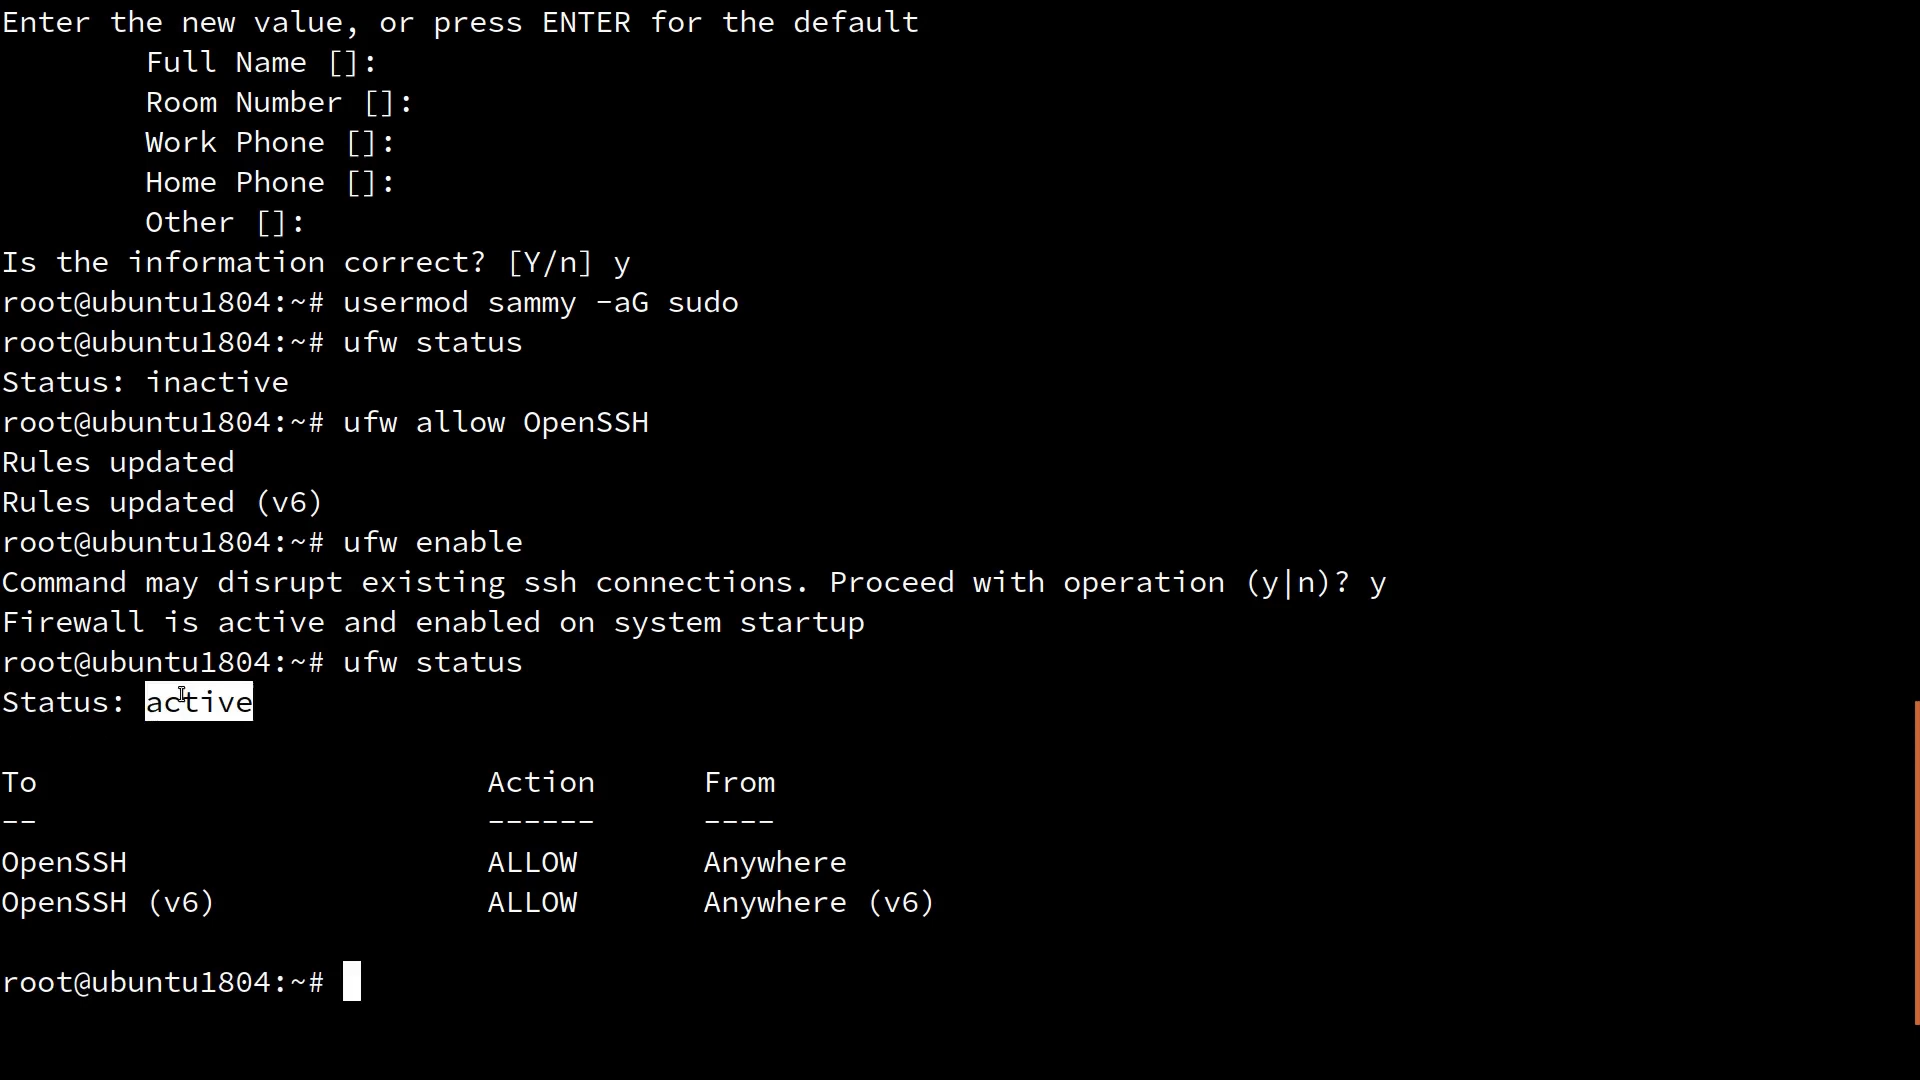 Enter the new value, or press ENTER for the default
Full Name []:
Room Number []:
Work Phone []:
Home Phone []:
Other []:
Is the information correct? [Y/n] y
root@ubuntu1804:~# usermod sammy -aG sudo
root@ubuntu1804:~# ufw status
Status: inactive
root@ubuntu1804:~# ufw allow OpenSSH
Rules updated
Rules updated (v6)
root@ubuntu1804:~# ufw enable
Command may disrupt existing ssh connections. Proceed with operation (y|n)? y
Firewall is active and enabled on system startup
root@ubuntu1804:~# ufw status
Status: active
To Action From
-- ------ ----
OpenSSH ALLOW Anywhere
OpenSSH (v6) ALLOW Anywhere (v6)
root@ubuntu1804:~#